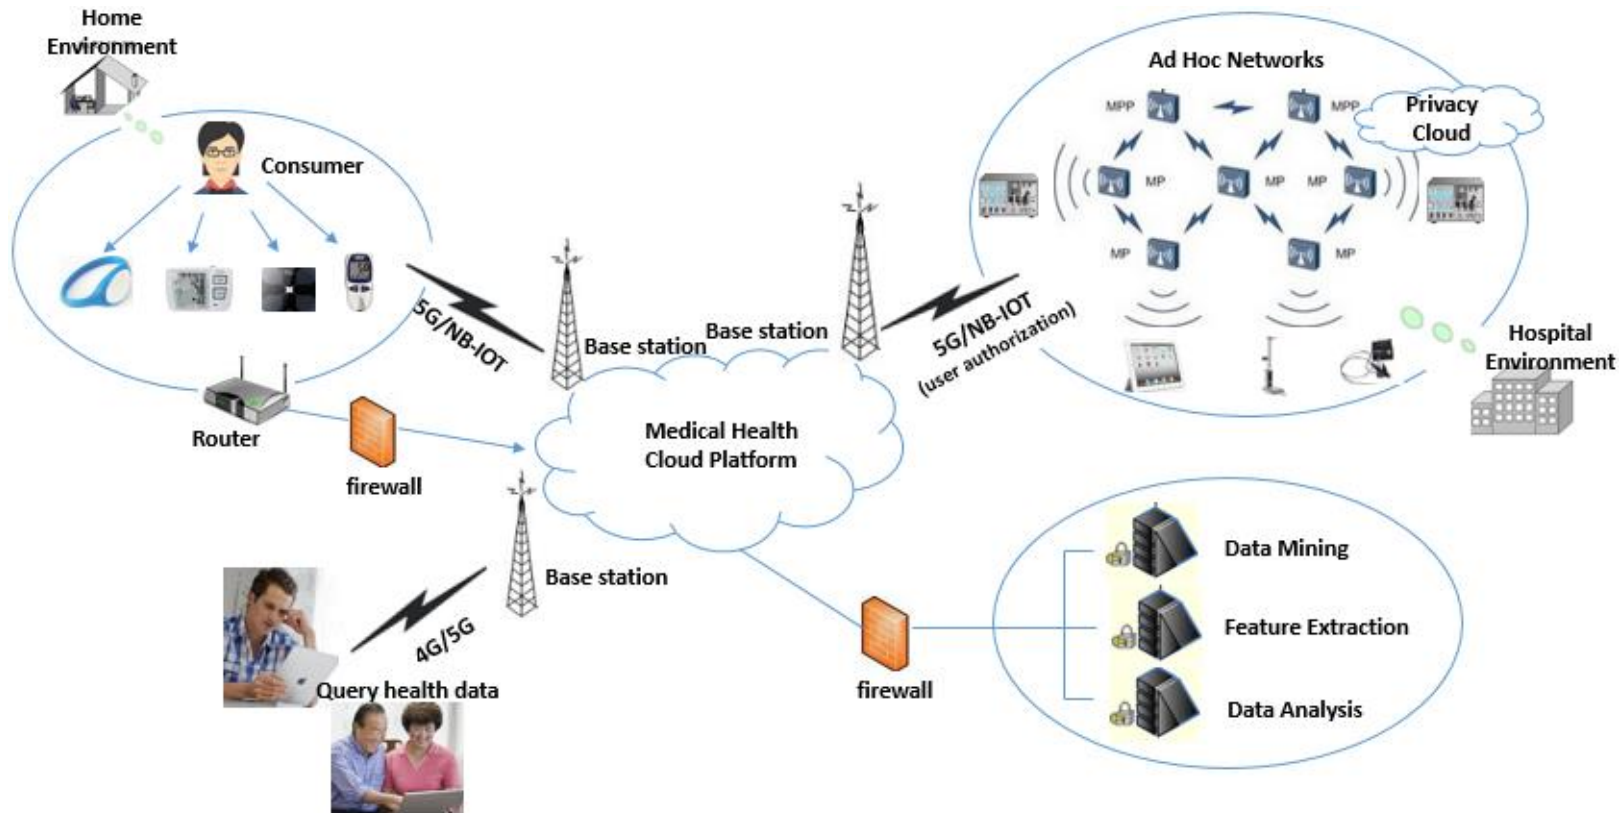 Home
Environment
Consumer
Ad Hoc Networks
MPP
MPP
Privacy
Cloud
MP
MP
MP
MP
MP
5G/NB-IOT
Base station
Base station
5G/NB-IOT
(user authorization)
Hospital
Environment
Router
firewall
Medical Health
Cloud Platform
Base station
4G/5G
Query health data
firewall
Data Mining
Feature Extraction
Data Analysis